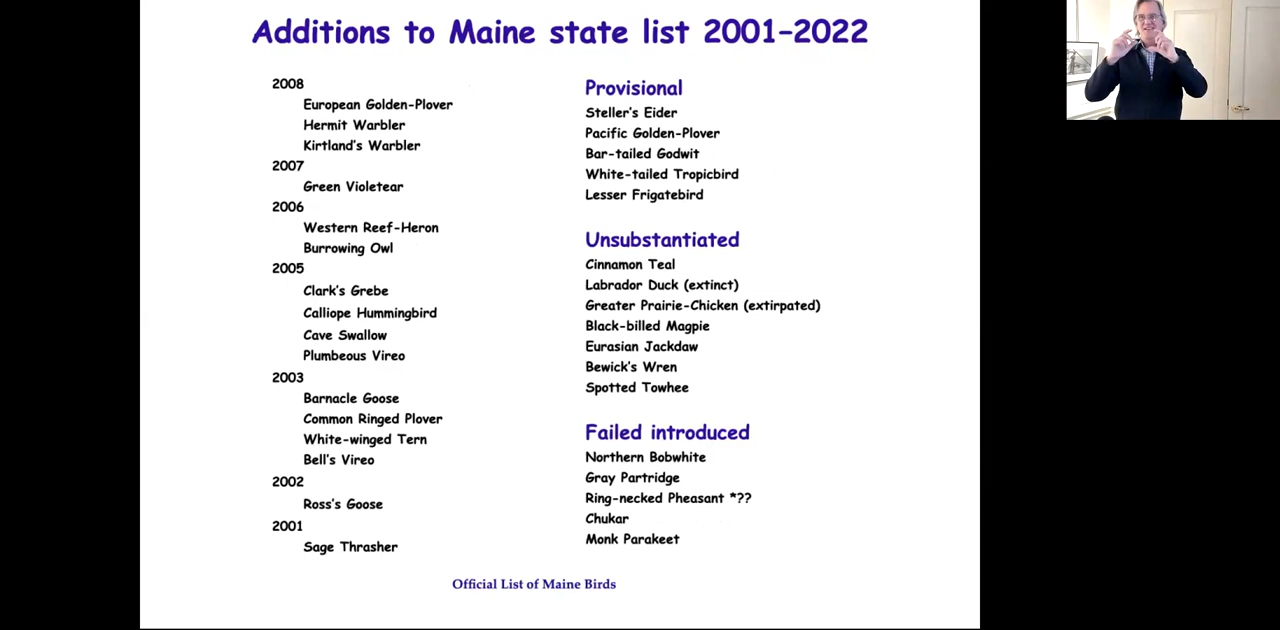 Additions to Maine state list 2001-2022
2008
European Golden-Plover
Hermit Warbler
Kirtland's Warbler
2007
Green Violetear
2006
Western Reef-Heron
Burrowing Owl
2005
Clark's Grebe
Calliope Hummingbird
Cave Swallow
Plumbeous Vireo
2003
Barnacle Goose
Common Ringed Plover
White-winged Tern
Bell's Vireo
2002
Ross's Goose
2001
Sage Thrasher
Provisional
Steller's Eider
Pacific Golden-Plover
Bar-tailed Godwit
White-tailed Tropicbird
Lesser Frigatebird
Unsubstantiated
Cinnamon Teal
Labrador Duck (extinct)
Greater Prairie-Chicken (extirpated)
Black-billed Magpie
Eurasian Jackdaw
Bewick's Wren
Spotted Towhee
Failed introduced
Northern Bobwhite
Gray Partridge
Ring-necked Pheasant *??
Chukar
Monk Parakeet
Official List of Maine Birds